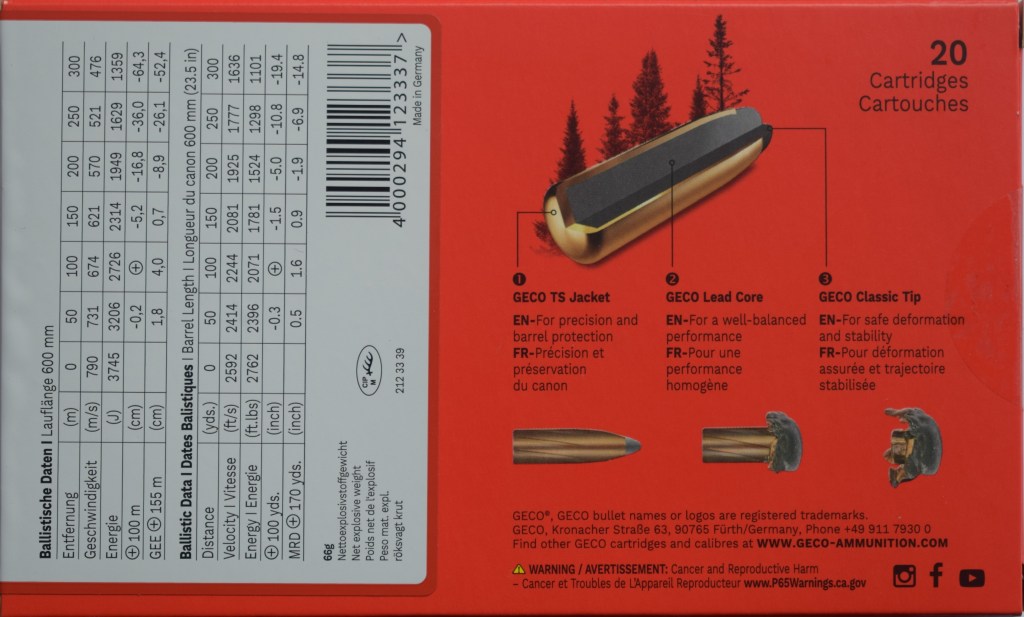 Ballistische Daten I Lauflänge 600 mm
Entfernung (m) 0 50 100 150 200 250 300
Geschwindigkeit (m/s) 790 731 674 621 570 521 476
Energie (J) 3745 3206 2726 2314 1949 1629 1359
⊕ 100 m (cm) -0,2 ⊕ -5,2 -16,8 -36,0 -64,3
GEE ⊕ 155 m (cm) 1,8 4,0 0,7 -8,9 -26,1 -52,4
Ballistic Data I Dates Balistiques I Barrel Length I Longueur du canon 600 mm (23.5 in)
Distance (yds.) 0 50 100 150 200 250 300
Velocity I Vitesse (ft/s) 2592 2414 2244 2081 1925 1777 1636
Energy I Energie (ft.lbs) 2762 2396 2071 1781 1524 1298 1101
⊕ 100 yds. (inch) -0.3 ⊕ -1.5 -5.0 -10.8 -19.4
MRD ⊕ 170 yds. (inch) 0.5 1.6 0.9 -1.9 -6.9 -14.8
66g
Nettoexplosivstoffgewicht
Net explosive weight
Poids net de l'explosif
Peso mat. expl.
röksvagt krut
CIP
M
212 33 39
4 000294 123337 >
Made in Germany
20
Cartridges
Cartouches
1
GECO TS Jacket
EN-For precision and
barrel protection
FR-Précision et
préservation
du canon
2
GECO Lead Core
EN-For a well-balanced
performance
FR-Pour une
performance
homogène
3
GECO Classic Tip
EN-For safe deformation
and stability
FR-Pour déformation
assurée et trajectoire
stabilisée
GECO®, GECO bullet names or logos are registered trademarks.
GECO, Kronacher Straße 63, 90765 Fürth/Germany, Phone +49 911 7930 0
Find other GECO cartridges and calibres at WWW.GECO-AMMUNITION.COM
WARNING / AVERTISSEMENT: Cancer and Reproductive Harm
– Cancer et Troubles de L'Appareil Reproducteur www.P65Warnings.ca.gov